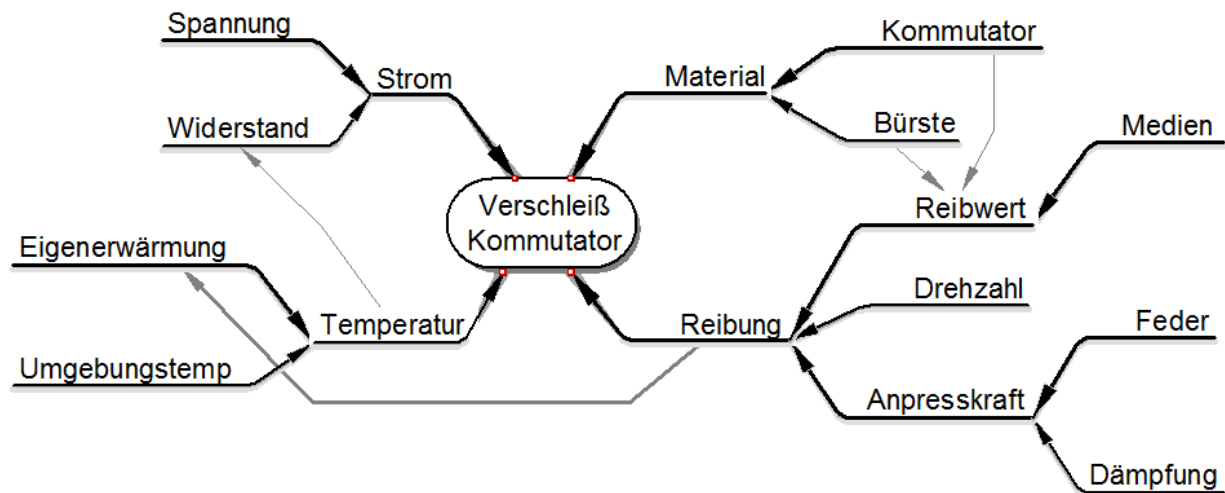 Spannung
Kommutator
Strom
Material
Widerstand
Bürste
Medien
Verschleiß
Kommutator
Reibwert
Eigenerwärmung
Drehzahl
Temperatur
Reibung
Feder
Umgebungstemp
Anpresskraft
Dämpfung